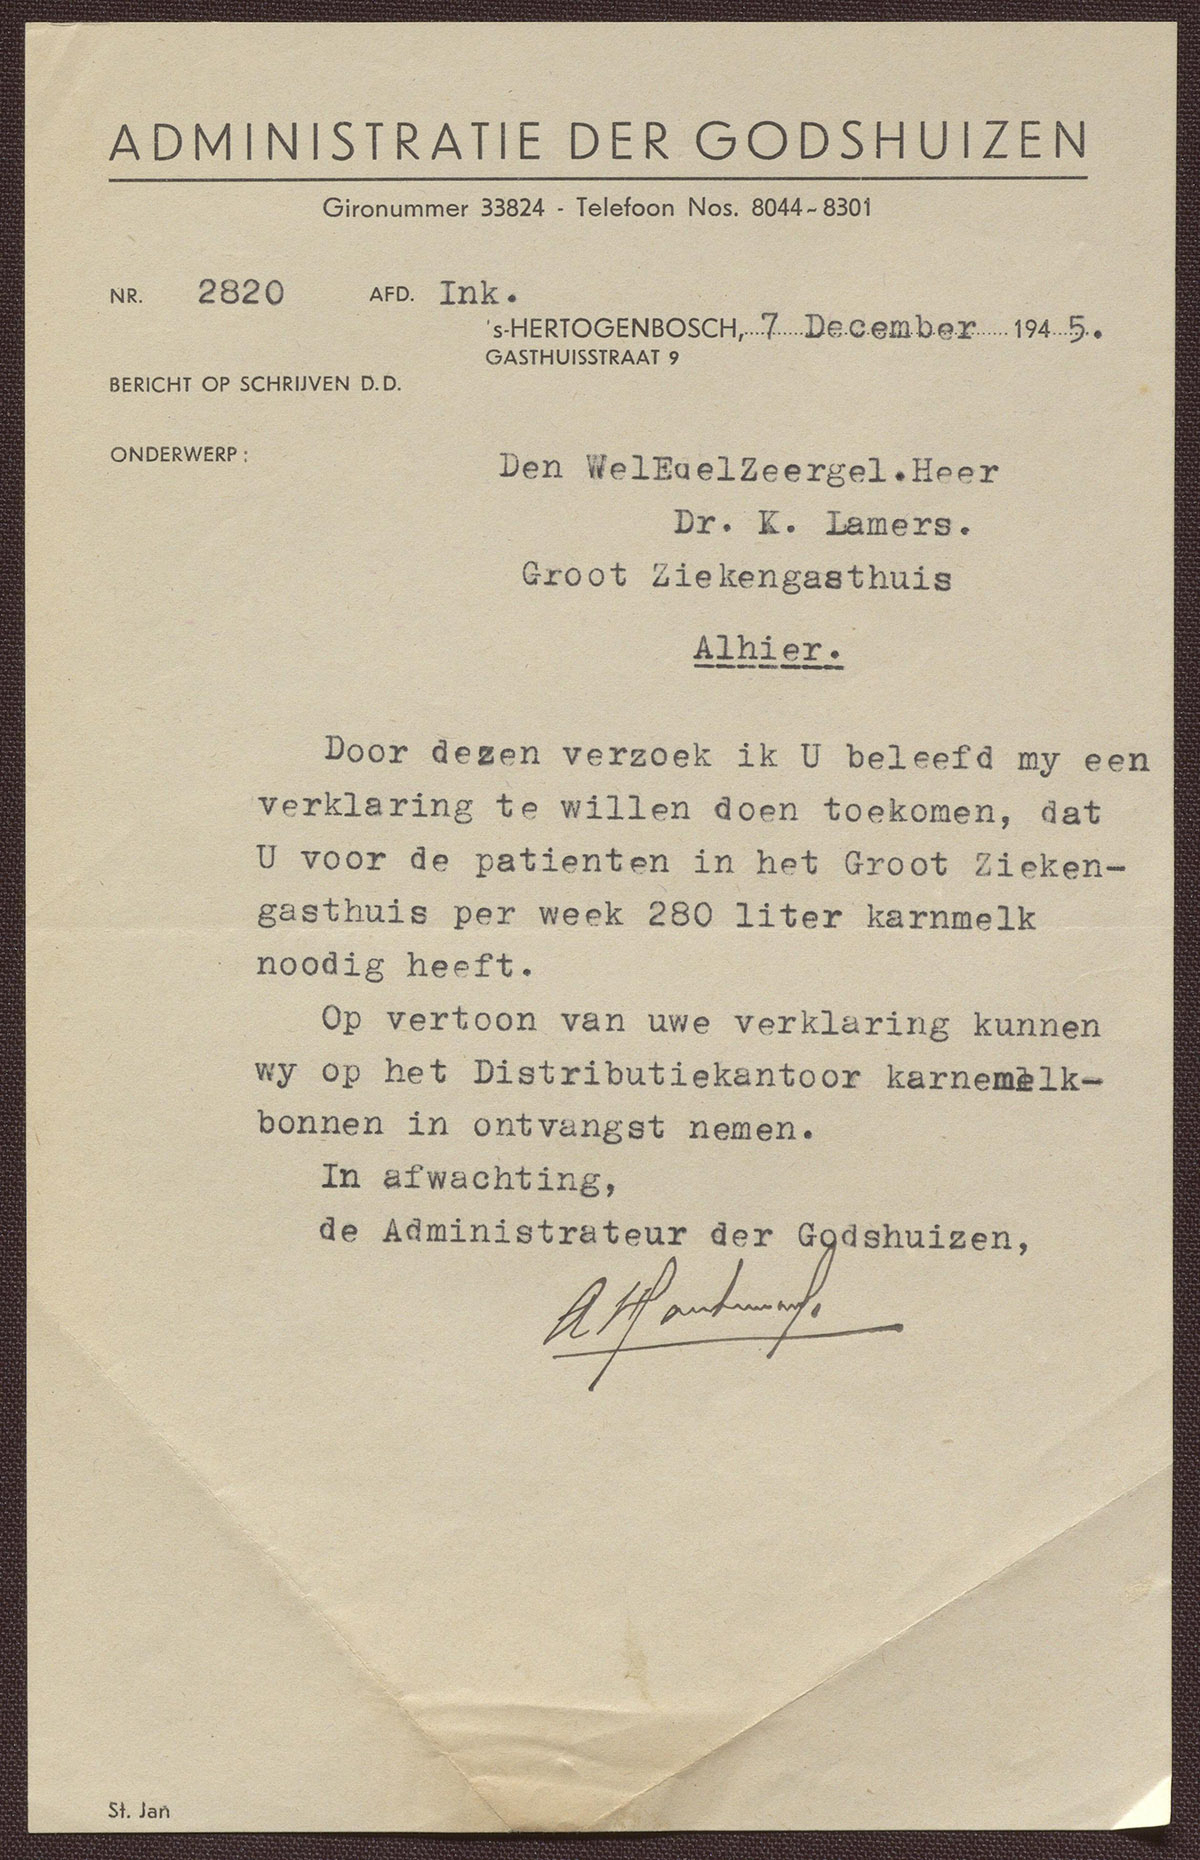 ADMINISTRATIE DER GODSHUIZEN
Gironummer 33824 - Telefoon Nos. 8044~8301
NR. 2820 AFD. Ink.
's-HERTOGENBOSCH, 7 December 1945.
GASTHUISSTRAAT 9
BERICHT OP SCHRIJVEN D.D.
ONDERWERP:
Den WelEdelZeergel.Heer
Dr. K. Lamers.
Groot Ziekengasthuis
Alhier.
Door dezen verzoek ik U beleefd my een
verklaring te willen doen toekomen, dat
U voor de patienten in het Groot Zieken-
gasthuis per week 280 liter karnmelk
noodig heeft.
Op vertoon van uwe verklaring kunnen
wy op het Distributiekantoor karnemelk-
bonnen in ontvangst nemen.
In afwachting,
de Administrateur der Godshuizen,
St. Jan